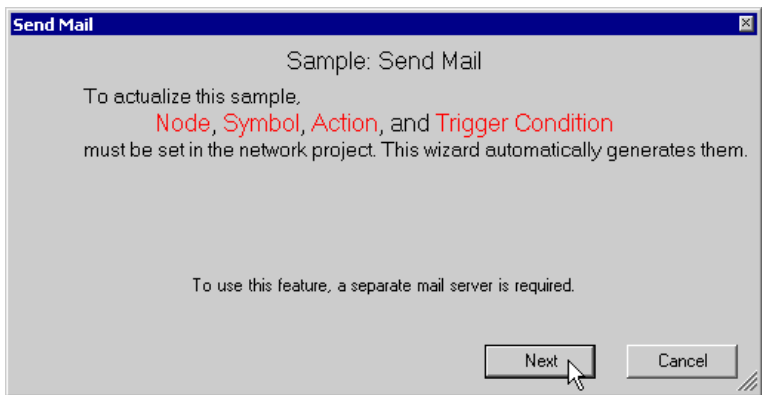 Send Mail
Sample: Send Mail
To actualize this sample,
Node, Symbol, Action, and Trigger Condition
must be set in the network project. This wizard automatically generates them.
To use this feature, a separate mail server is required.
Next
Cancel